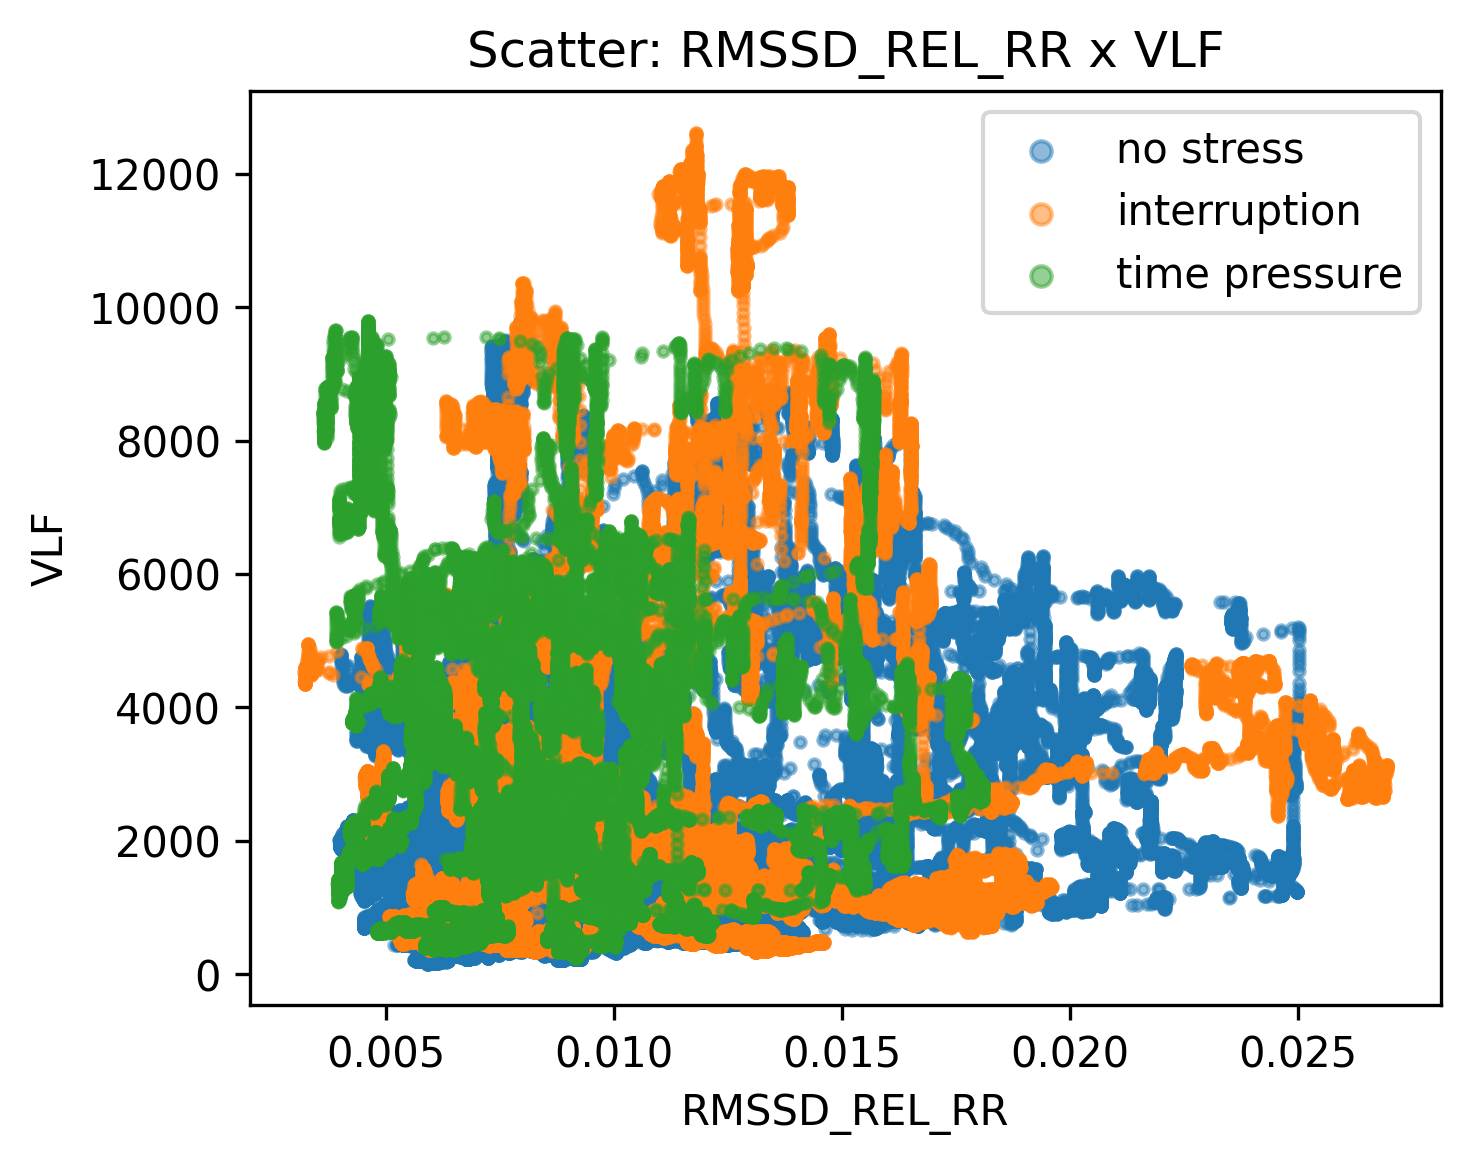 Scatter: RMSSD_REL_RR x VLF
no stress
interruption
time pressure
12000
10000
8000
6000
4000
2000
0
VLF
0.005 0.010 0.015 0.020 0.025
RMSSD_REL_RR